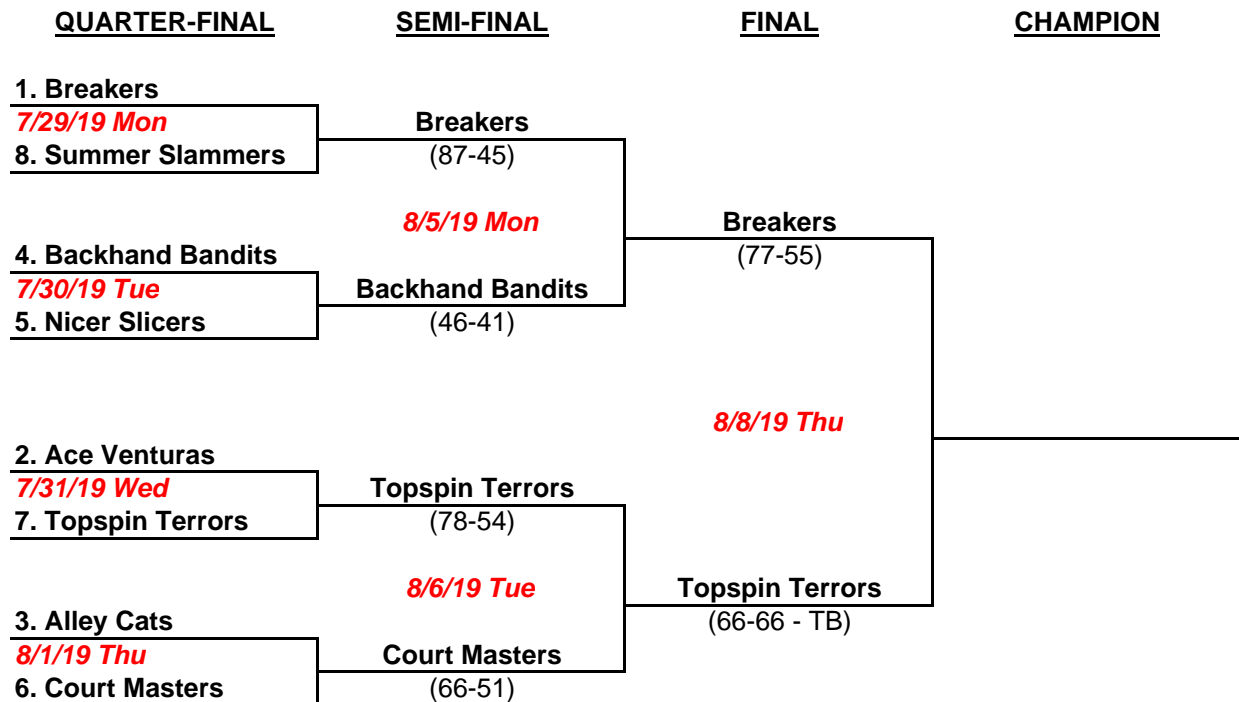 QUARTER-FINAL SEMI-FINAL FINAL CHAMPION
1. Breakers
7/29/19 Mon
Breakers
8. Summer Slammers
(87-45)
8/5/19 Mon
Breakers
4. Backhand Bandits
(77-55)
7/30/19 Tue
Backhand Bandits
5. Nicer Slicers
(46-41)
8/8/19 Thu
2. Ace Venturas
7/31/19 Wed
Topspin Terrors
7. Topspin Terrors
(78-54)
8/6/19 Tue
Topspin Terrors
3. Alley Cats
(66-66 - TB)
8/1/19 Thu
Court Masters
6. Court Masters
(66-51)